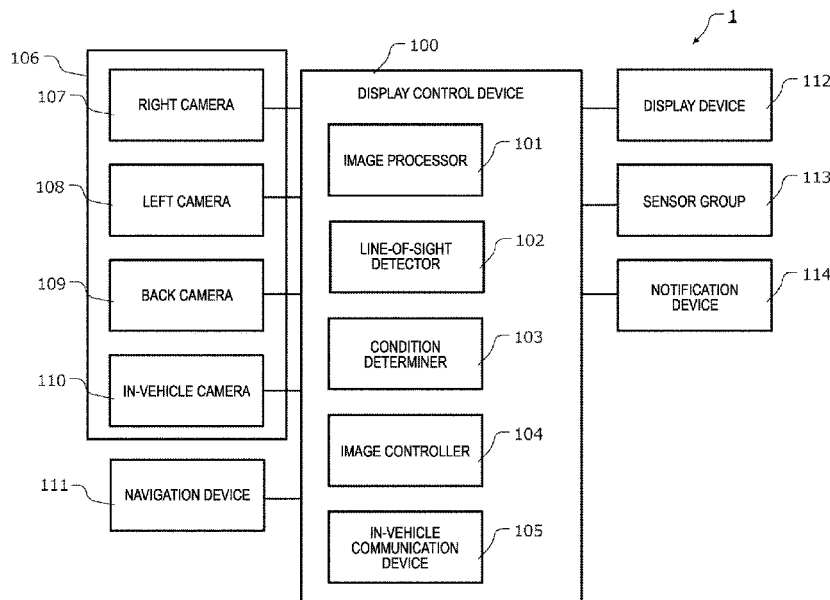 1
100
106
RIGHT CAMERA
107
LEFT CAMERA
108
BACK CAMERA
109
IN-VEHICLE CAMERA
110
NAVIGATION DEVICE
111
DISPLAY CONTROL DEVICE
IMAGE PROCESSOR
101
LINE-OF-SIGHT
DETECTOR
102
CONDITION
DETERMINER
103
IMAGE CONTROLLER
104
IN-VEHICLE
COMMUNICATION
DEVICE
105
DISPLAY DEVICE
112
SENSOR GROUP
113
NOTIFICATION
DEVICE
114